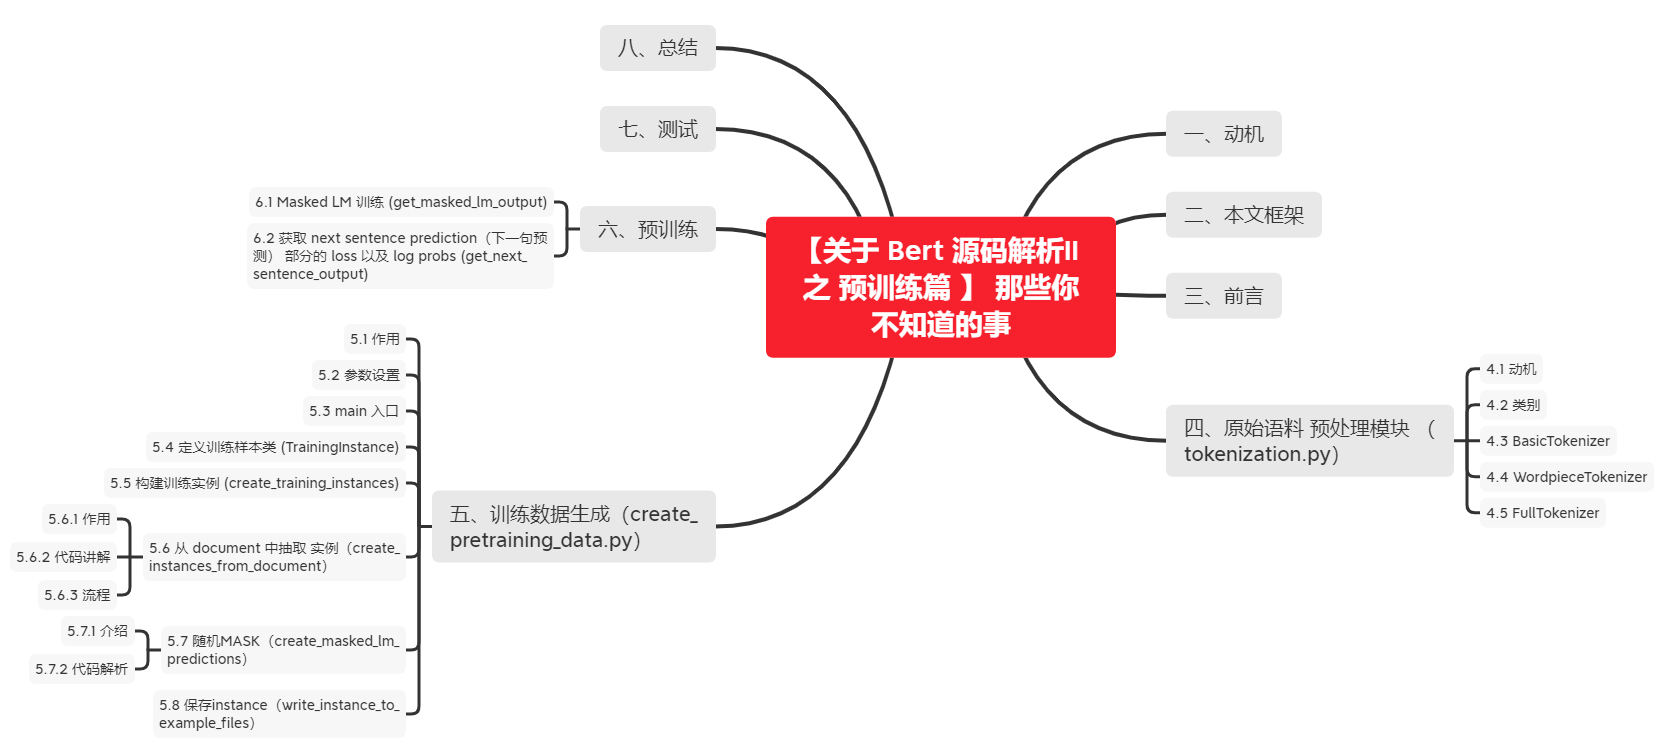 【关于 Bert 源码解析II
之 预训练篇 】 那些你
不知道的事
一、动机
二、本文框架
三、前言
四、原始语料 预处理模块 （
tokenization.py）
4.1 动机
4.2 类别
4.3 BasicTokenizer
4.4 WordpieceTokenizer
4.5 FullTokenizer
五、训练数据生成（create_
pretraining_data.py）
5.1 作用
5.2 参数设置
5.3 main 入口
5.4 定义训练样本类 (TrainingInstance)
5.5 构建训练实例 (create_training_instances)
5.6 从 document 中抽取 实例（create_
instances_from_document）
5.6.1 作用
5.6.2 代码讲解
5.6.3 流程
5.7 随机MASK（create_masked_lm_
predictions）
5.7.1 介绍
5.7.2 代码解析
5.8 保存instance（write_instance_to_
example_files）
六、预训练
6.1 Masked LM 训练 (get_masked_lm_output)
6.2 获取 next sentence prediction（下一句预
测） 部分的 loss 以及 log probs (get_next_
sentence_output)
七、测试
八、总结